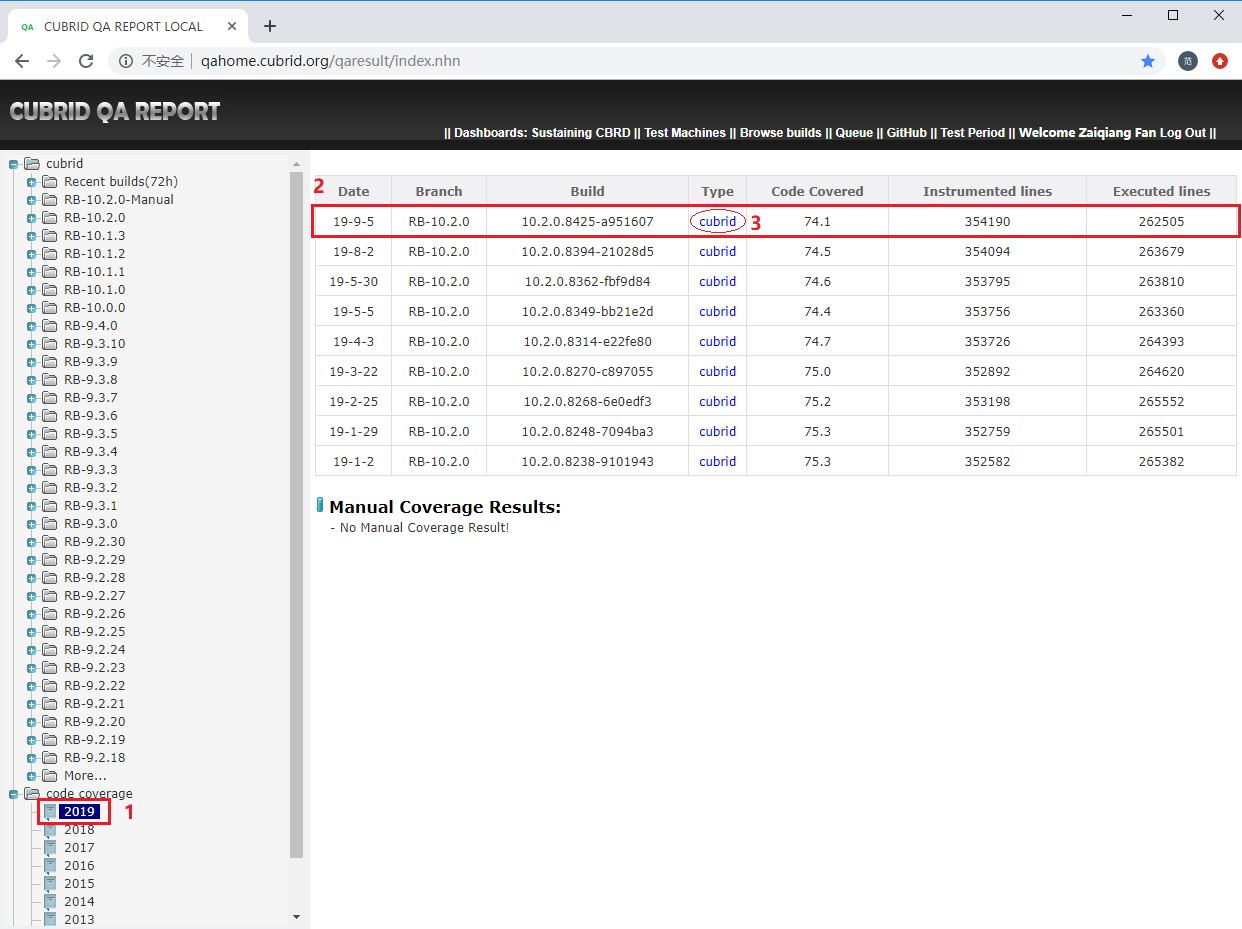 QA CUBRID QA REPORT LOCAL
不安全 qahome.cubrid.org/qaresult/index.nhn
范
CUBRID QA REPORT
|| Dashboards: Sustaining CBRD || Test Machines || Browse builds || Queue || GitHub || Test Period || Welcome Zaiqiang Fan Log Out ||
cubrid
Recent builds(72h)
RB-10.2.0-Manual
RB-10.2.0
RB-10.1.3
RB-10.1.2
RB-10.1.1
RB-10.1.0
RB-10.0.0
RB-9.4.0
RB-9.3.10
RB-9.3.9
RB-9.3.8
RB-9.3.7
RB-9.3.6
RB-9.3.5
RB-9.3.4
RB-9.3.3
RB-9.3.2
RB-9.3.1
RB-9.3.0
RB-9.2.30
RB-9.2.29
RB-9.2.28
RB-9.2.27
RB-9.2.26
RB-9.2.25
RB-9.2.24
RB-9.2.23
RB-9.2.22
RB-9.2.21
RB-9.2.20
RB-9.2.19
RB-9.2.18
More...
code coverage
2019 1
2018
2017
2016
2015
2014
2013
2 Date Branch Build Type Code Covered Instrumented lines Executed lines
19-9-5 RB-10.2.0 10.2.0.8425-a951607 cubrid 3 74.1 354190 262505
19-8-2 RB-10.2.0 10.2.0.8394-21028d5 cubrid 74.5 354094 263679
19-5-30 RB-10.2.0 10.2.0.8362-fbf9d84 cubrid 74.6 353795 263810
19-5-5 RB-10.2.0 10.2.0.8349-bb21e2d cubrid 74.4 353756 263360
19-4-3 RB-10.2.0 10.2.0.8314-e22fe80 cubrid 74.7 353726 264393
19-3-22 RB-10.2.0 10.2.0.8270-c897055 cubrid 75.0 352892 264620
19-2-25 RB-10.2.0 10.2.0.8268-6e0edf3 cubrid 75.2 353198 265552
19-1-29 RB-10.2.0 10.2.0.8248-7094ba3 cubrid 75.3 352759 265501
19-1-2 RB-10.2.0 10.2.0.8238-9101943 cubrid 75.3 352582 265382
Manual Coverage Results:
- No Manual Coverage Result!